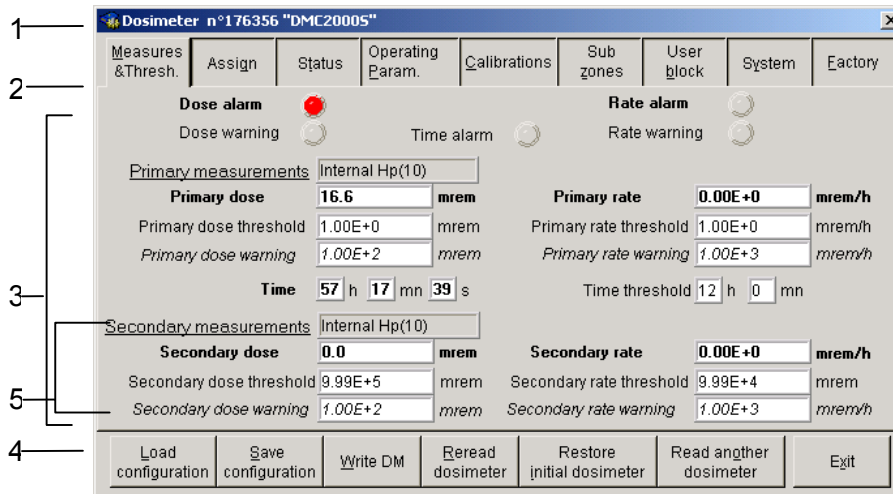 1
Dosimeter n°176356 "DMC2000S"
Measures &Thresh.
Assign
Status
Operating Param.
Calibrations
Sub zones
User block
System
Factory
2
Dose alarm
Rate alarm
Dose warning
Time alarm
Rate warning
3
Primary measurements Internal Hp(10)
Primary dose 16.6 mrem Primary rate 0.00E+0 mrem/h
Primary dose threshold 1.00E+0 mrem Primary rate threshold 1.00E+0 mrem
Primary dose warning 1.00E+2 mrem Primary rate warning 1.00E+3 mrem/h
Time 57 h 17 mn 39 s Time threshold 12 h 0 mn
Secondary measurements Internal Hp(10)
Secondary dose 0.0 mrem Secondary rate 0.00E+0 mrem/h
Secondary dose threshold 9.99E+5 mrem Secondary rate threshold 9.99E+4 mrem
5
Secondary dose warning 1.00E+2 mrem Secondary rate warning 1.00E+3 mrem/h
4
Load configuration
Save configuration
Write DM
Reread dosimeter
Restore initial dosimeter
Read another dosimeter
Exit